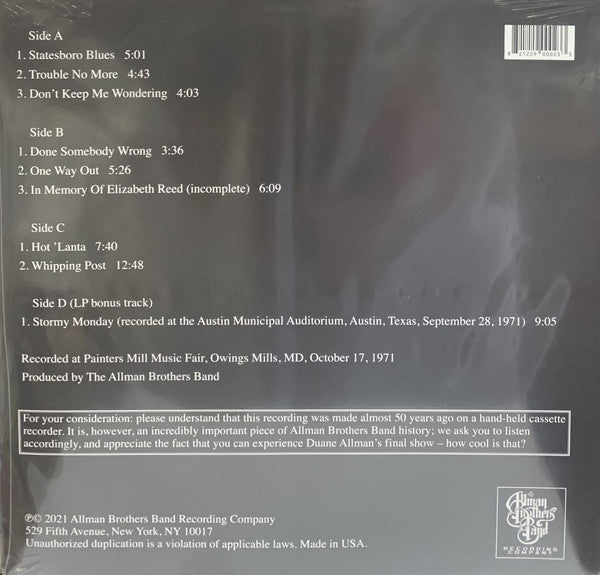 Side A
1. Statesboro Blues 5:01
2. Trouble No More 4:43
3. Don't Keep Me Wondering 4:03
8 21229 00023 3
Side B
1. Done Somebody Wrong 3:36
2. One Way Out 5:26
3. In Memory Of Elizabeth Reed (incomplete) 6:09
Side C
1. Hot 'Lanta 7:40
2. Whipping Post 12:48
Side D (LP bonus track)
1. Stormy Monday (recorded at the Austin Municipal Auditorium, Austin, Texas, September 28, 1971) 9:05
Recorded at Painters Mill Music Fair, Owings Mills, MD, October 17, 1971
Produced by The Allman Brothers Band
For your consideration: please understand that this recording was made almost 50 years ago on a hand-held cassette
recorder. It is, however, an incredibly important piece of Allman Brothers Band history; we ask you to listen
accordingly, and appreciate the fact that you can experience Duane Allman's final show – how cool is that?
℗© 2021 Allman Brothers Band Recording Company
529 Fifth Avenue, New York, NY 10017
Unauthorized duplication is a violation of applicable laws. Made in USA.
the
Allman
Brothers
Band
RECORDING
COMPANY